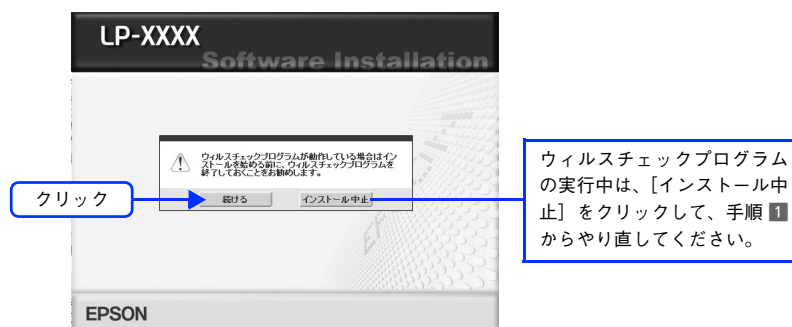 LP-XXXX
Software Installation
ウィルスチェックプログラムが動作している場合はイン
ストールを始める前に、ウィルスチェックプログラムを
終了しておくことをお勧めします。
続ける
インストール中止
クリック
ウィルスチェックプログラム
の実行中は、［インストール中
止］をクリックして、手順 1
からやり直してください。
EPSON